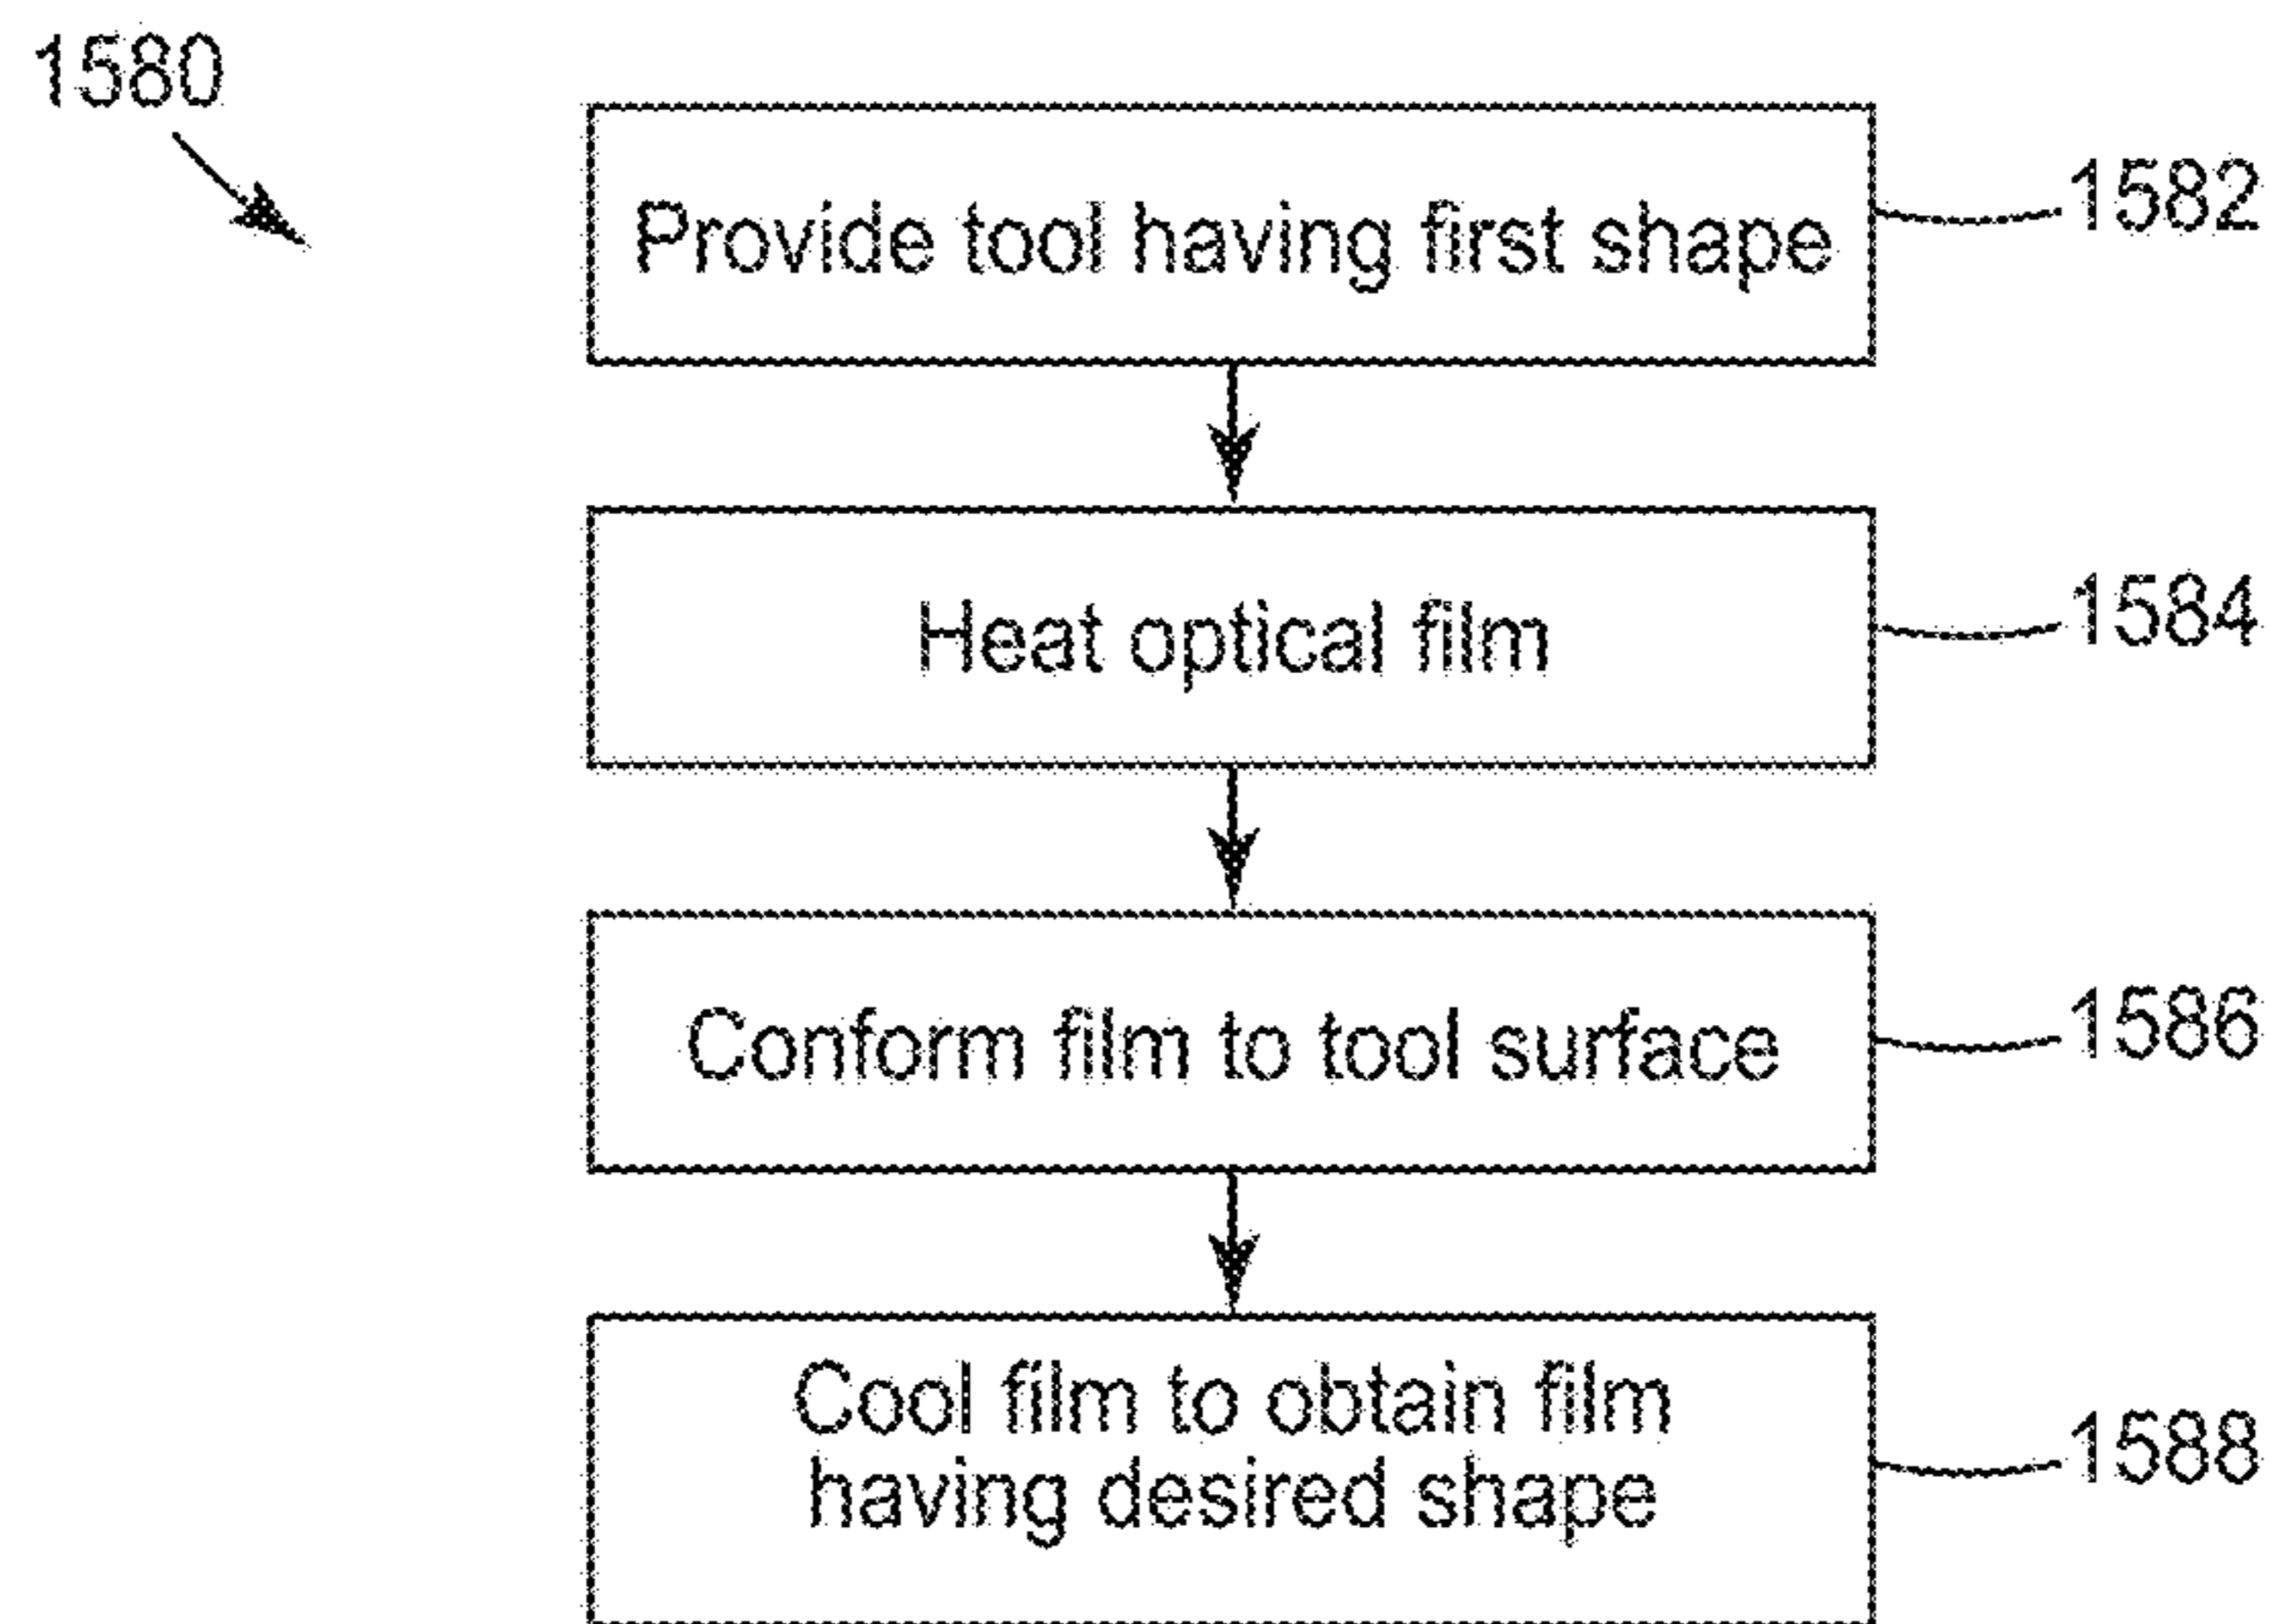 1580
Provide tool having first shape
1582
Heat optical film
1584
Conform film to tool surface
1586
Cool film to obtain film
having desired shape
1588